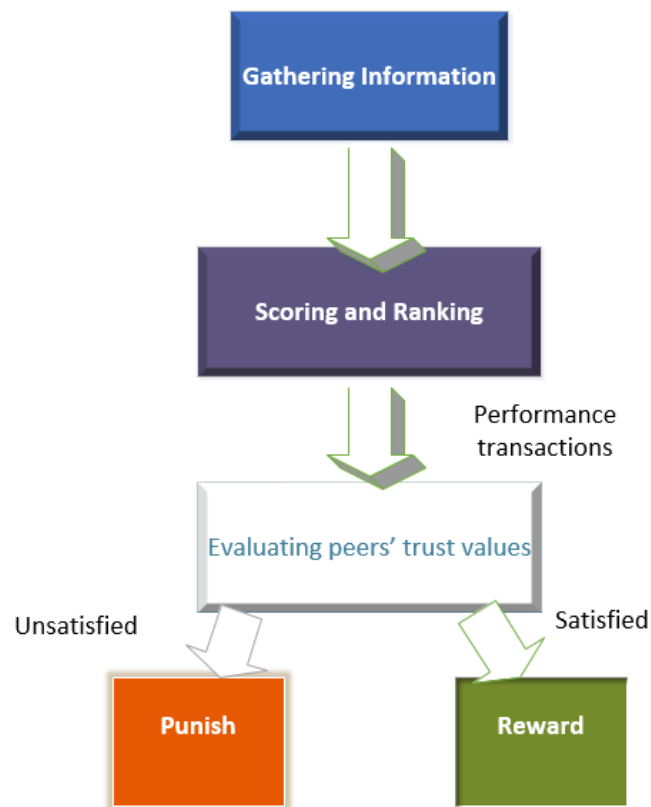 Gathering Information
Scoring and Ranking
Performance
transactions
Evaluating peers’ trust values
Unsatisfied
Satisfied
Punish
Reward